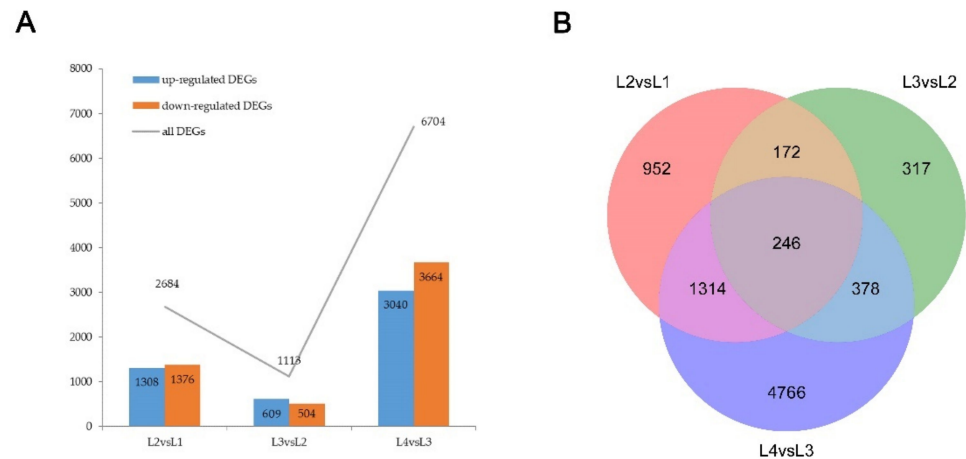 A
B
8000
7000
6000
5000
4000
3000
2000
1000
0
up-regulated DEGs
down-regulated DEGs
all DEGs
2684
1113
6704
1308
1376
609
504
3040
3664
L2vsL1
L3vsL2
L4vsL3
L2vsL1
L3vsL2
952
172
317
246
1314
378
4766
L4vsL3